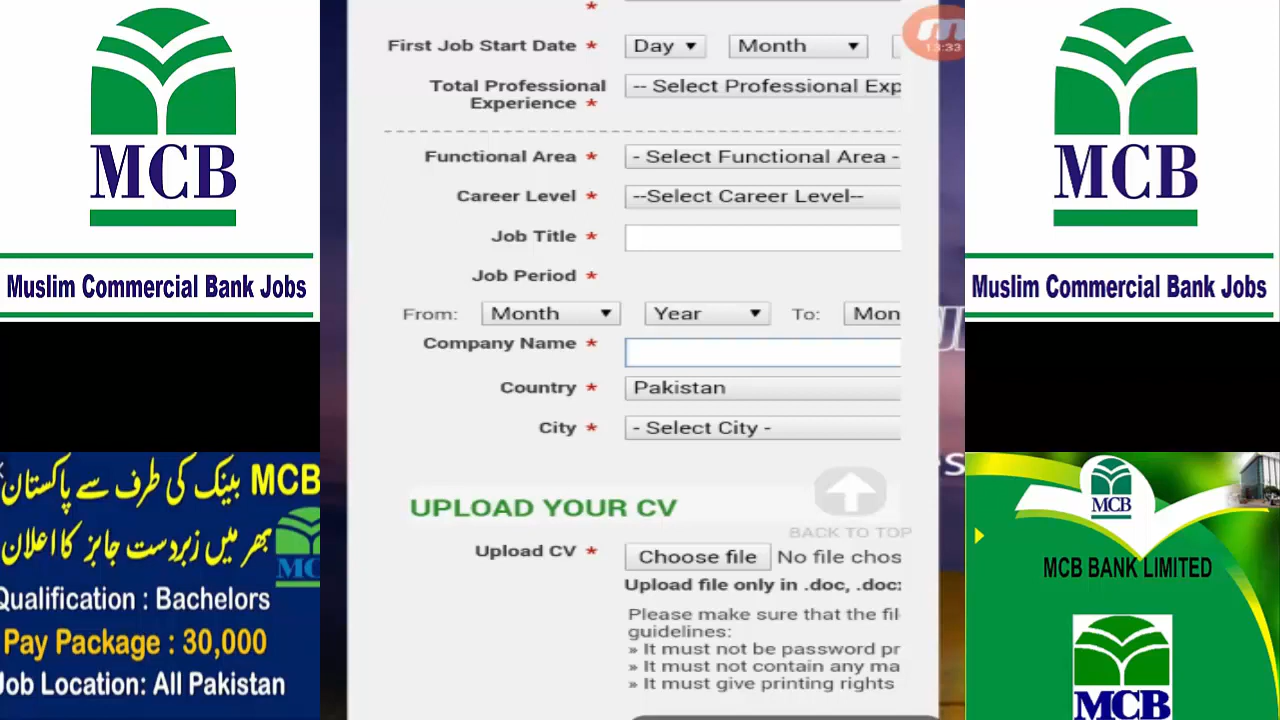 MCB
Muslim Commercial Bank Jobs
MCB بینک کی طرف سے پاکستان
بھر میں زبردست جابز کا اعلان
Qualification : Bachelors
Pay Package : 30,000
Job Location: All Pakistan
*
First Job Start Date * Day Month
13:33
Total Professional
Experience * -- Select Professional Exp
Functional Area * - Select Functional Area -
Career Level * --Select Career Level--
Job Title *
Job Period *
From: Month Year To: Mon
Company Name *
Country * Pakistan
City * - Select City -
BACK TO TOP
UPLOAD YOUR CV
Upload CV * Choose file No file chos
Upload file only in .doc, .doc
Please make sure that the fil
guidelines:
» It must not be password pr
» It must not contain any ma
» It must give printing rights
MCB
Muslim Commercial Bank Jobs
MCB
MCB BANK LIMITED
MCB